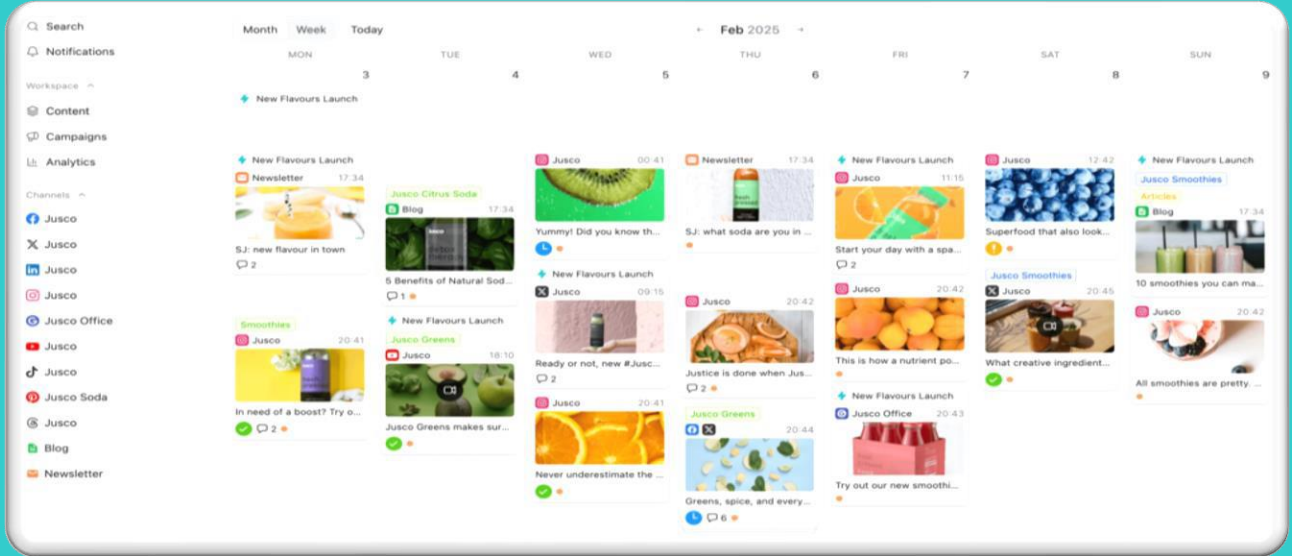 Search
Notifications
Workspace
Content
Campaigns
Analytics
Channels
Jusco
Jusco
Jusco
Jusco
Jusco Office
Jusco
Jusco
Jusco Soda
Jusco
Blog
Newsletter
Month Week Today
← Feb 2025 →
MON TUE WED THU FRI SAT SUN
3 4 5 6 7 8 9
New Flavours Launch
New Flavours Launch
Newsletter 17:34
SJ: new flavour in town
2
Smoothies
Jusco 20:41
In need of a boost? Try o...
2
Jusco Citrus Soda
Blog 17:34
5 Benefits of Natural Sod...
1
New Flavours Launch
Jusco Greens
Jusco 18:10
Jusco Greens makes sur...
Jusco 00:41
Yummy! Did you know th...
New Flavours Launch
Jusco 09:15
Ready or not, new #Jusc...
2
Jusco 20:41
Never underestimate the ...
Newsletter 17:34
SJ: what soda are you in ...
Jusco 20:42
Justice is done when Jus...
2
Jusco Greens
20:44
Greens, spice, and every...
6
New Flavours Launch
Jusco 11:15
Start your day with a spa...
2
Jusco 20:42
This is how a nutrient po...
New Flavours Launch
Jusco Office 20:43
Try out our new smoothi...
Jusco 12:42
Superfood that also look...
Jusco Smoothies
Jusco 20:45
What creative ingredient...
New Flavours Launch
Jusco Smoothies
Articles
Blog 17:34
10 smoothies you can ma...
Jusco 20:42
All smoothies are pretty. ...